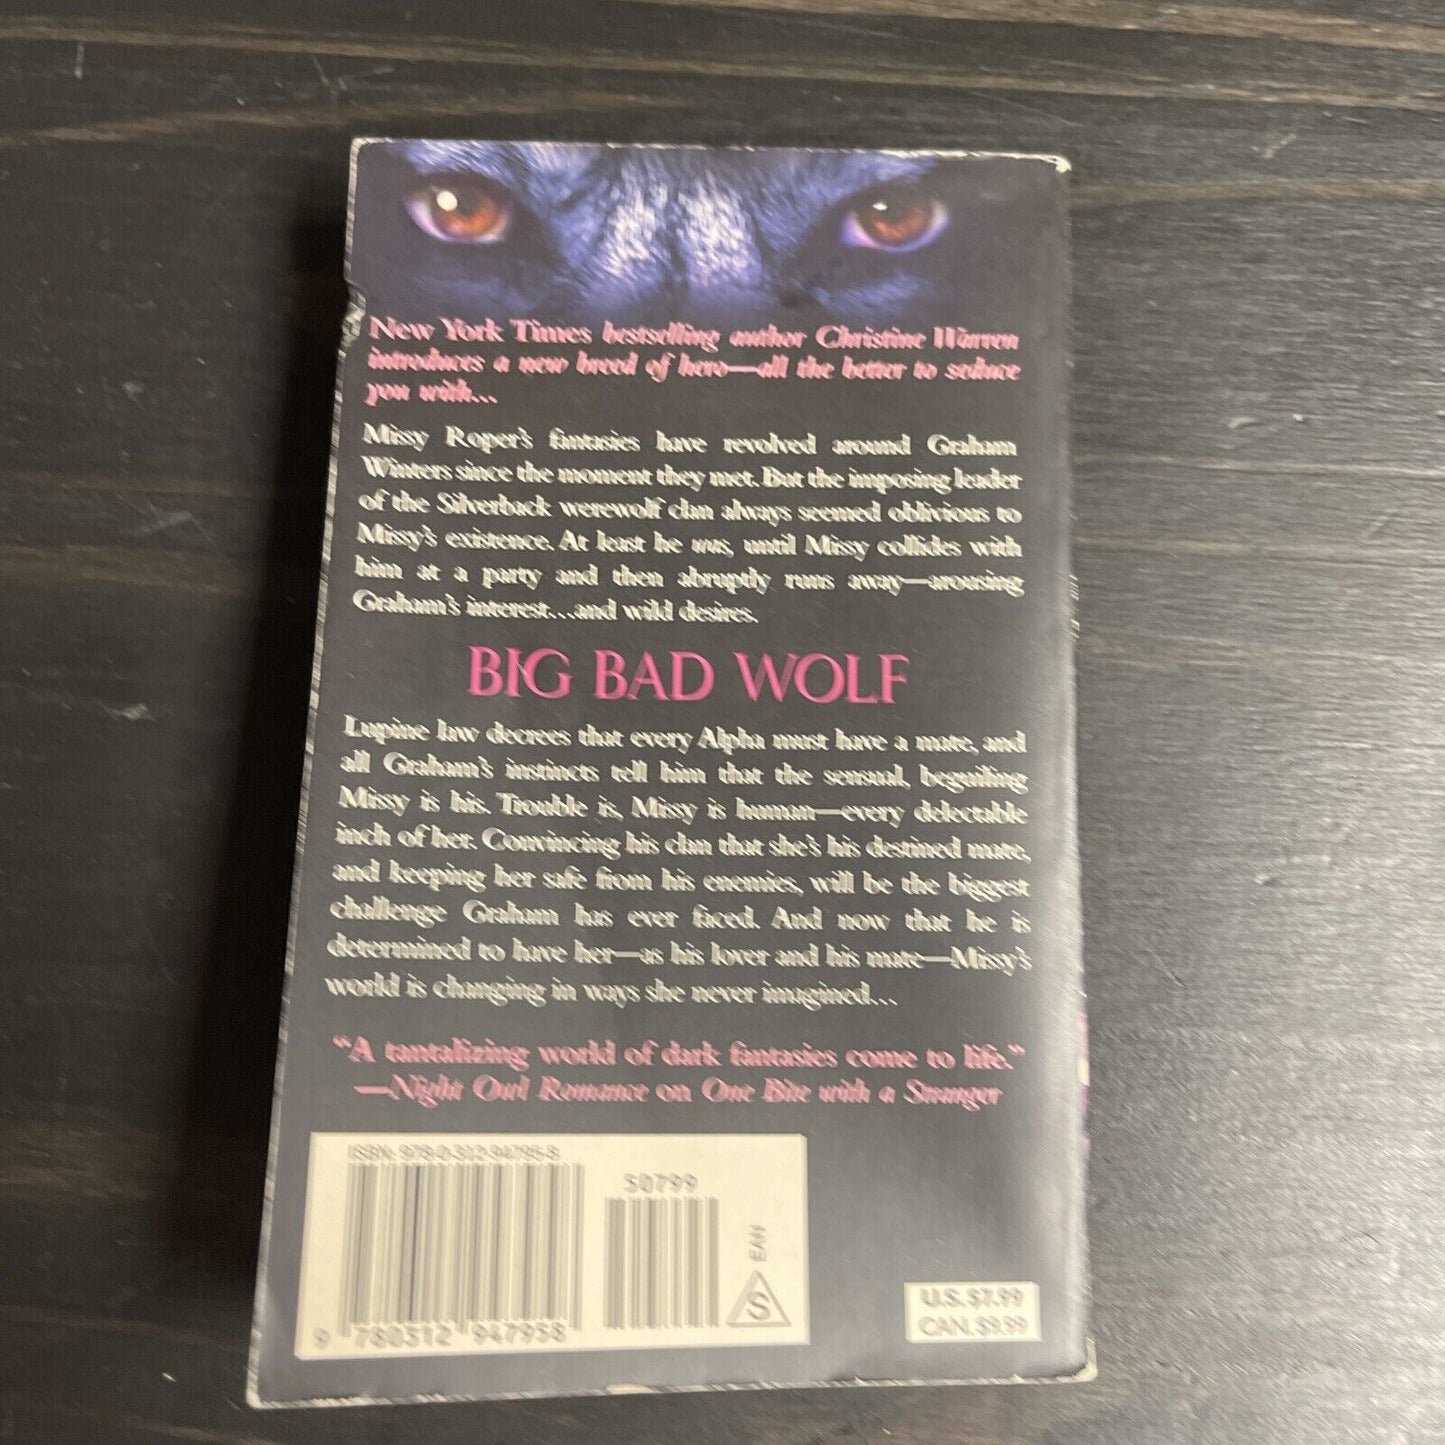 New York Times bestselling author Christine Warren
introduces a new breed of hero—all the better to seduce
you with...
Missy Roper's fantasies have revolved around Graham
Winters since the moment they met. But the imposing leader
of the Silverback werewolf clan always seemed oblivious to
Missy's existence. At least he was, until Missy collides with
him at a party and then abruptly runs away—arousing
Graham's interest...and wild desires.
BIG BAD WOLF
Lupine law decrees that every Alpha must have a mate, and
all Graham's instincts tell him that the sensual, beguiling
Missy is his. Trouble is, Missy is human—every delectable
inch of her. Convincing his clan that she's his destined mate,
and keeping her safe from his enemies, will be the biggest
challenge Graham has ever faced. And now that he is
determined to have her—as his lover and his mate—Missy's
world is changing in ways she never imagined...
"A tantalizing world of dark fantasies come to life."
—Night Owl Romance on One Bite with a Stranger
ISBN: 978-0-312-94795-8
50799
EAN
S
9 780312 947958
U.S. $7.99
CAN. $9.99